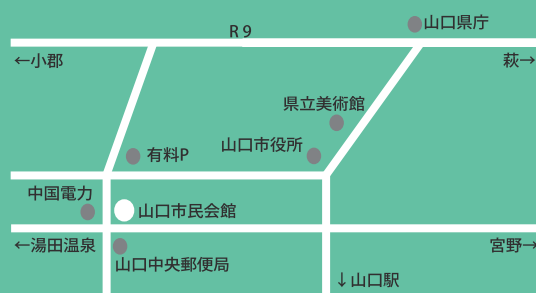 山口県庁
R9
←小郡
萩→
県立美術館
山口市役所
有料P
中国電力
山口市民会館
←湯田温泉
宮野→
山口中央郵便局
↓山口駅